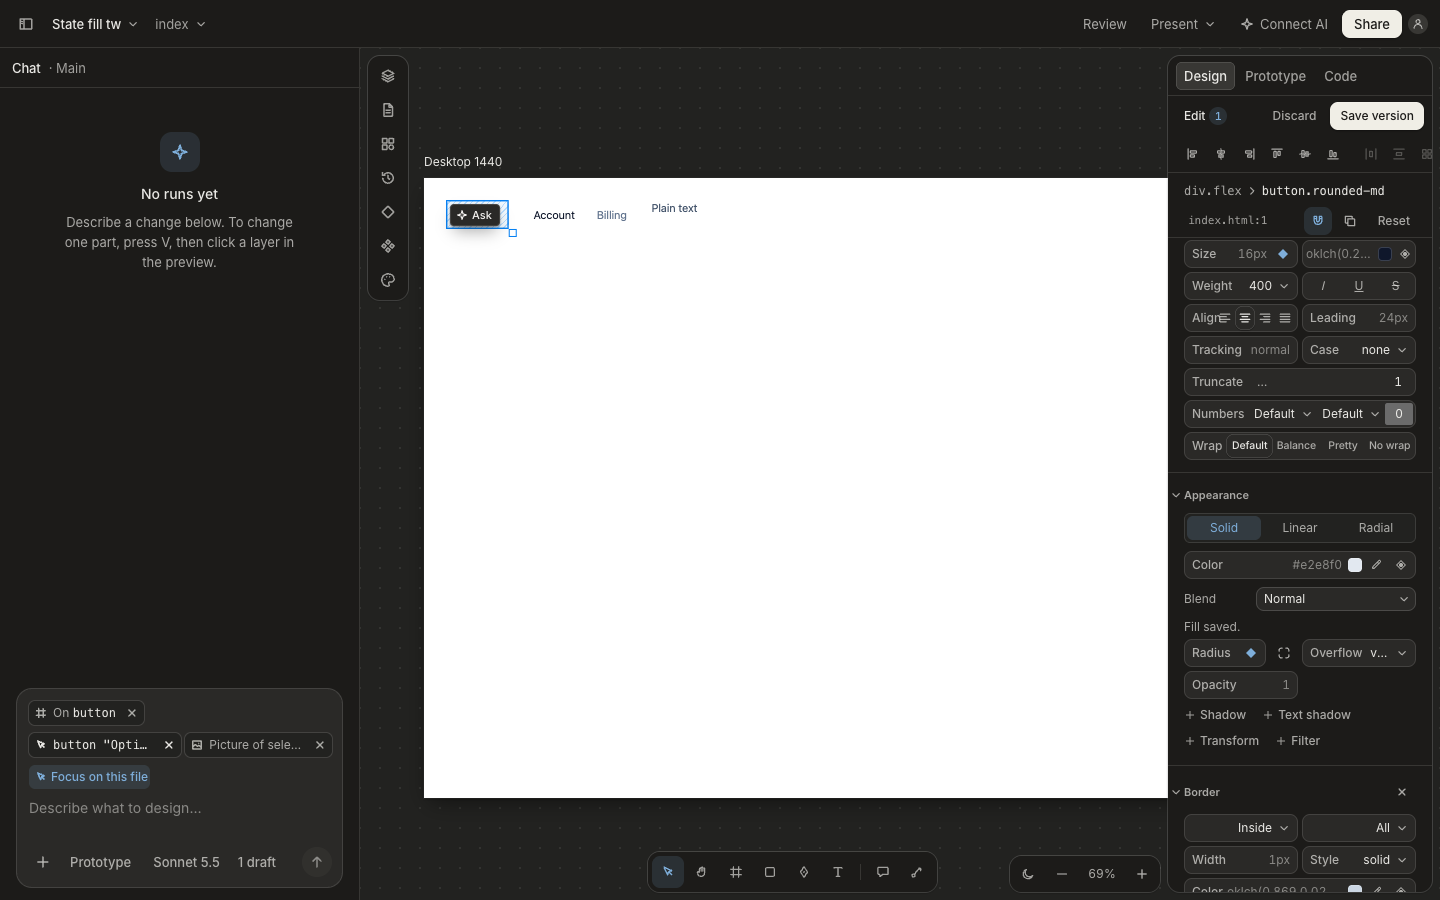 State fill tw
index
Review
Present
Connect AI
Share
Chat · Main
No runs yet
Describe a change below. To change
one part, press V, then click a layer in
the preview.
On button
button "Opti…
Picture of sele…
Focus on this file
Describe what to design...
Prototype
Sonnet 5.5
1 draft
Desktop 1440
Ask
Account
Billing
Plain text
69%
Design
Prototype
Code
Edit 1
Discard
Save version
div.flex > button.rounded-md
index.html:1
Reset
Size 16px
oklch(0.2...
Weight 400
I U S
Align
Leading 24px
Tracking normal
Case none
Truncate ... 1
Numbers Default Default 0
Wrap Default Balance Pretty No wrap
Appearance
Solid Linear Radial
Color #e2e8f0
Blend Normal
Fill saved.
Radius
Overflow v...
Opacity 1
+ Shadow + Text shadow
+ Transform + Filter
Border
Inside All
Width 1px
Style solid
Color oklch(0.869 0.02